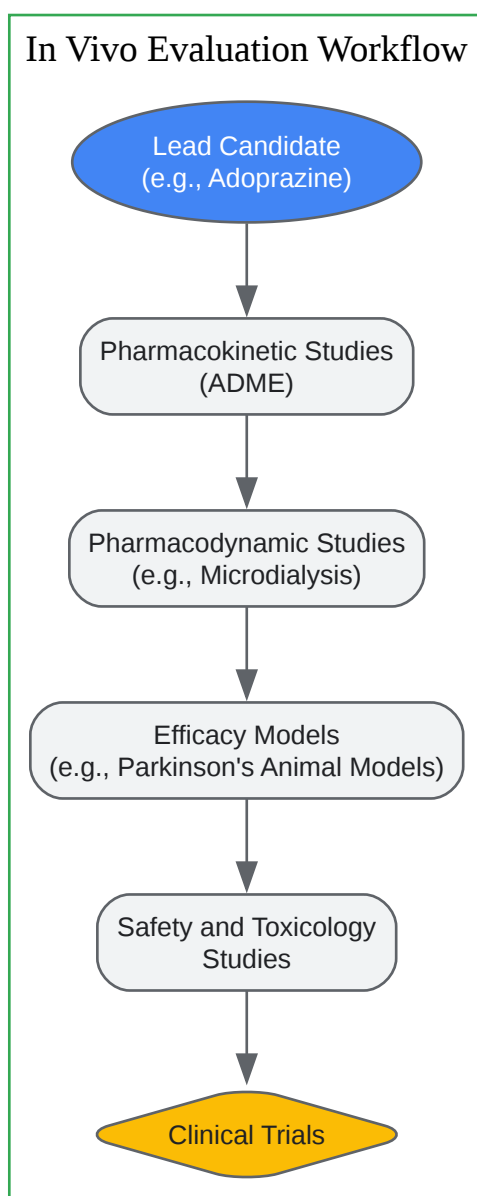 In Vivo Evaluation Workflow
Lead Candidate
(e.g., Adoprazine)
Pharmacokinetic Studies
(ADME)
Pharmacodynamic Studies
(e.g., Microdialysis)
Efficacy Models
(e.g., Parkinson's Animal Models)
Safety and Toxicology
Studies
Clinical Trials